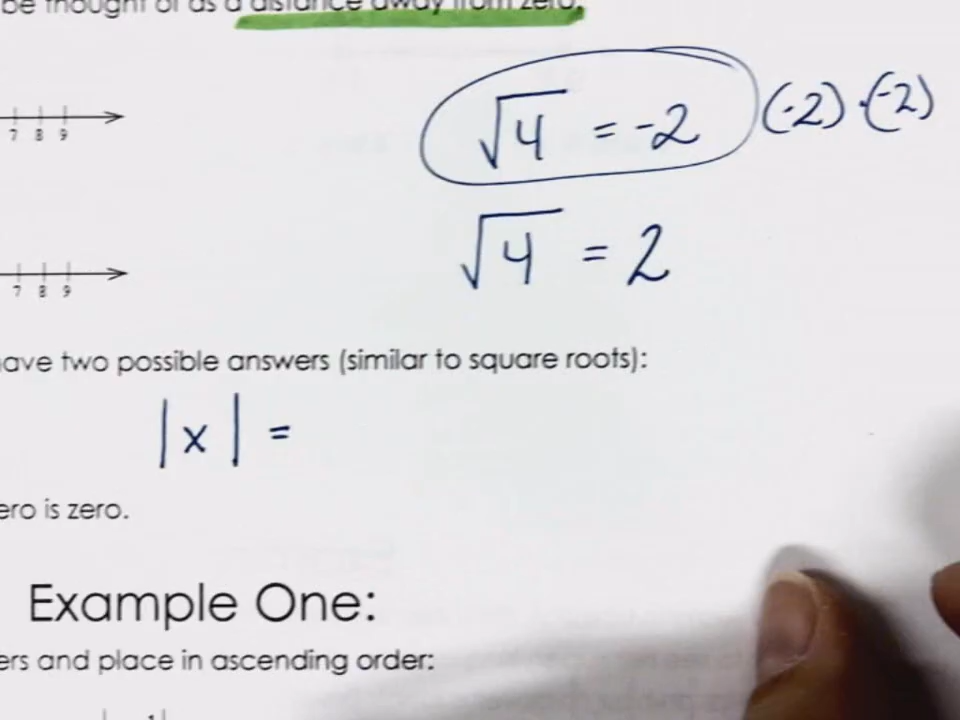 be thought of as a distance away from zero.
√4 = -2 (-2)·(-2)
7 8 9
√4 = 2
7 8 9
have two possible answers (similar to square roots):
|x| =
ero is zero.
Example One:
ers and place in ascending order: